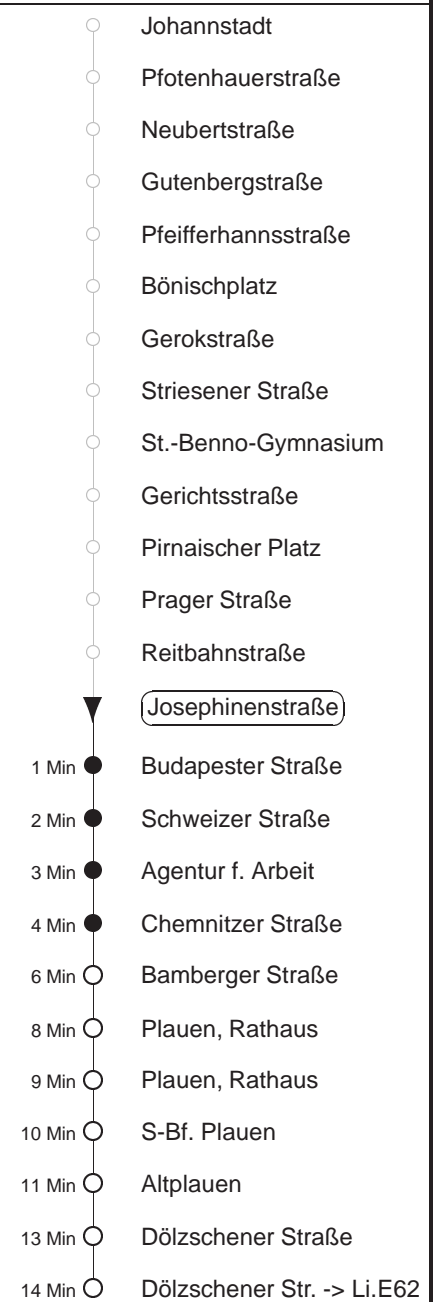 Johannstadt
Pfotenhauerstraße
Neubertstraße
Gutenbergstraße
Pfeifferhannsstraße
Bönischplatz
Gerokstraße
Striesener Straße
St.-Benno-Gymnasium
Gerichtsstraße
Pirnaischer Platz
Prager Straße
Reitbahnstraße
Josephinenstraße
1 Min Budapester Straße
2 Min Schweizer Straße
3 Min Agentur f. Arbeit
4 Min Chemnitzer Straße
6 Min Bamberger Straße
8 Min Plauen, Rathaus
9 Min Plauen, Rathaus
10 Min S-Bf. Plauen
11 Min Altplauen
13 Min Dölzschener Straße
14 Min Dölzschener Str. -> Li.E62